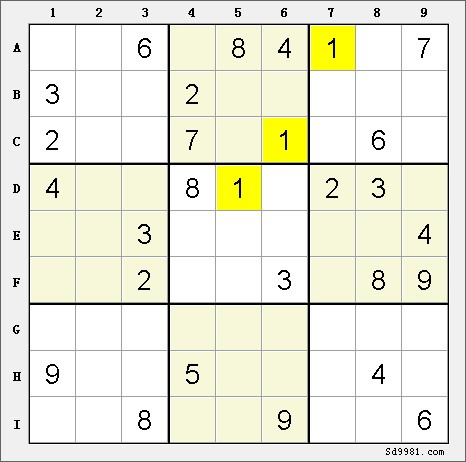 1 2 3 4 5 6 7 8 9
A 6 8 4 1 7
B 3 2
C 2 7 1 6
D 4 8 1 2 3
E 3 4
F 2 3 8 9
G
H 9 5 4
I 8 9 6
Sd9981.com